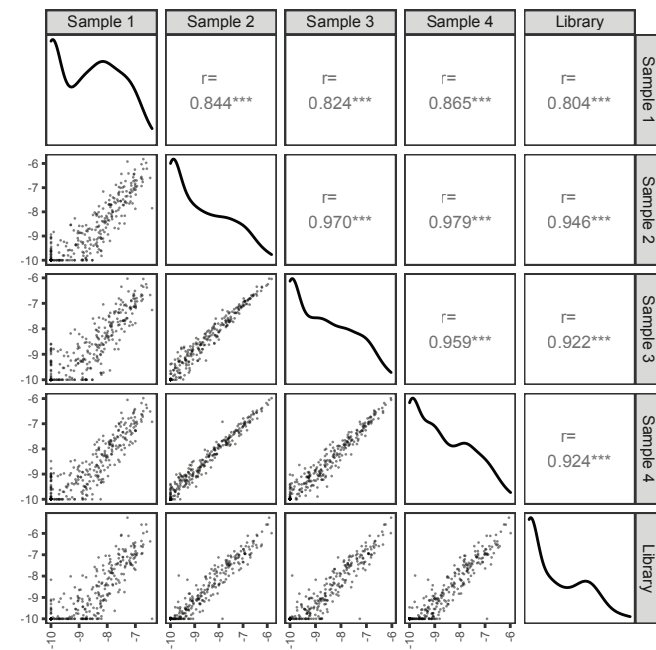 Sample 1 Sample 2 Sample 3 Sample 4 Library
r= r= r= r=
0.844*** 0.824*** 0.865*** 0.804***
Sample 1
-6
-7
-8
-9
-10
r= r= r=
0.970*** 0.979*** 0.946***
Sample 2
-6
-7
-8
-9
-10
r= r=
0.959*** 0.922***
Sample 3
-6
-7
-8
-9
-10
r=
0.924***
Sample 4
-6
-7
-8
-9
-10
Library
-10 -9 -8 -7 -6 -10 -9 -8 -7 -6 -10 -9 -8 -7 -6 -10 -9 -8 -7 -6